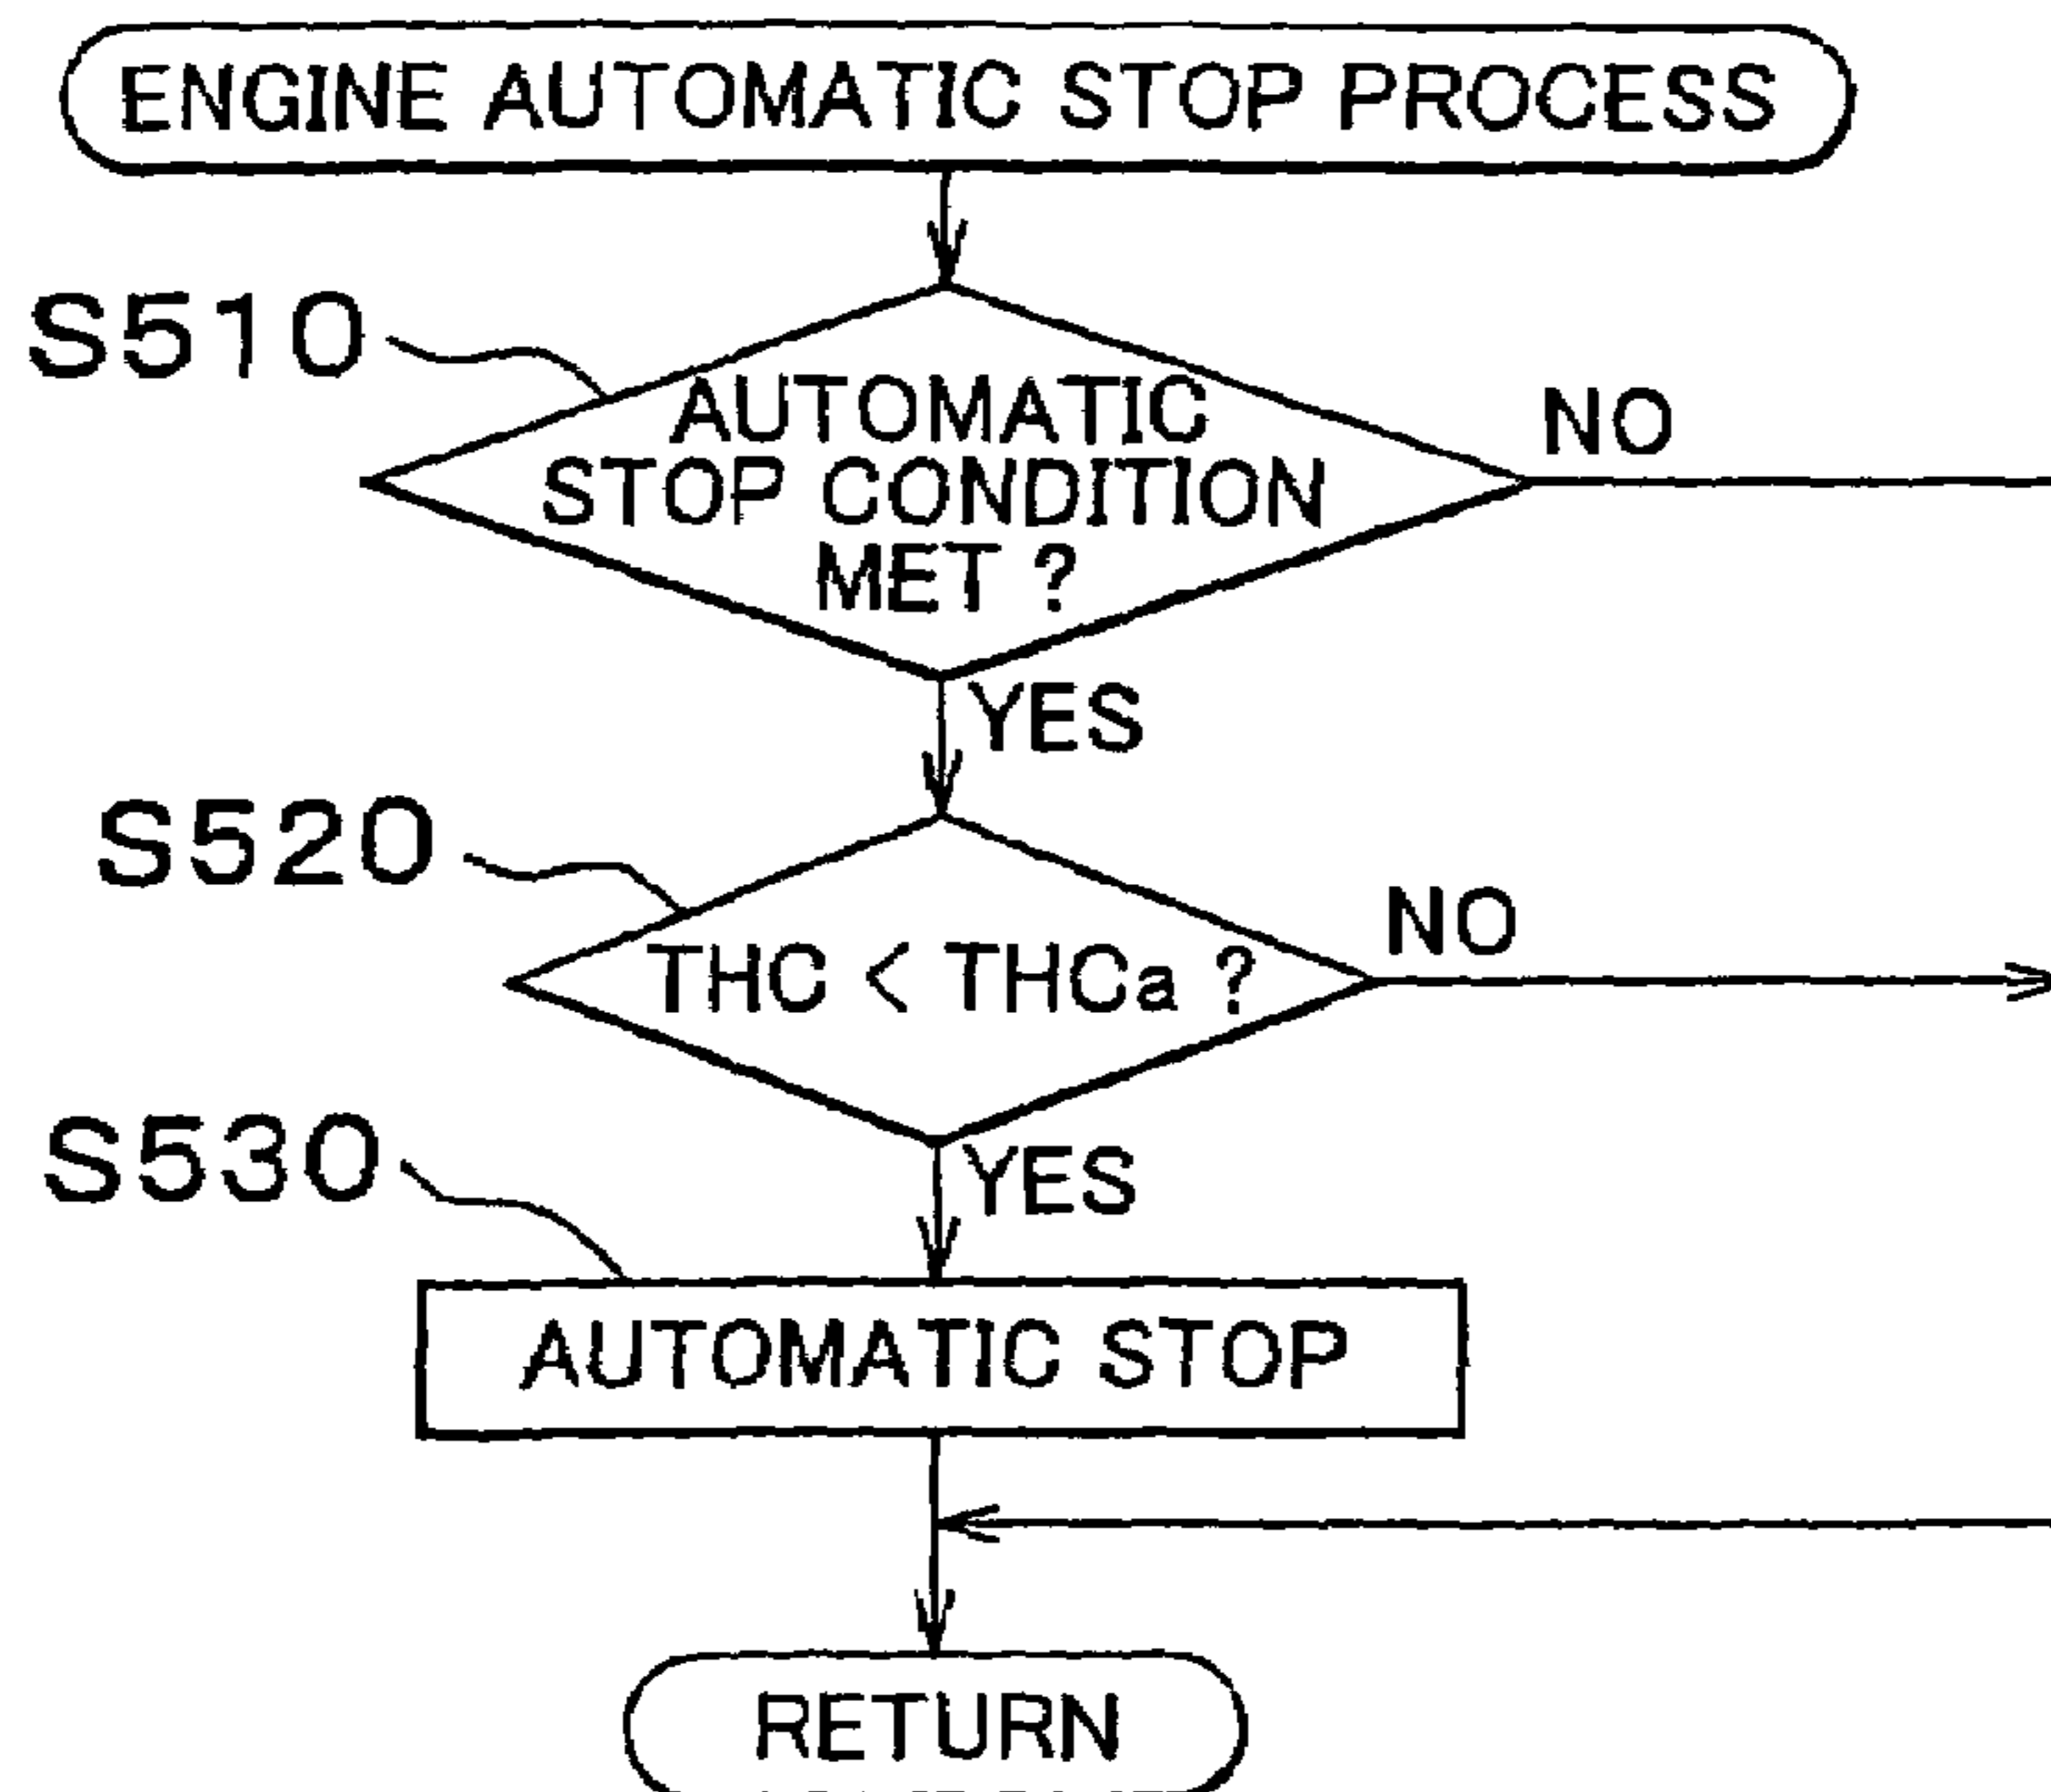 ENGINE AUTOMATIC STOP PROCESS
S510
AUTOMATIC
STOP CONDITION
MET ?
NO
YES
S520
THC < THCa ?
NO
YES
S530
AUTOMATIC STOP
RETURN